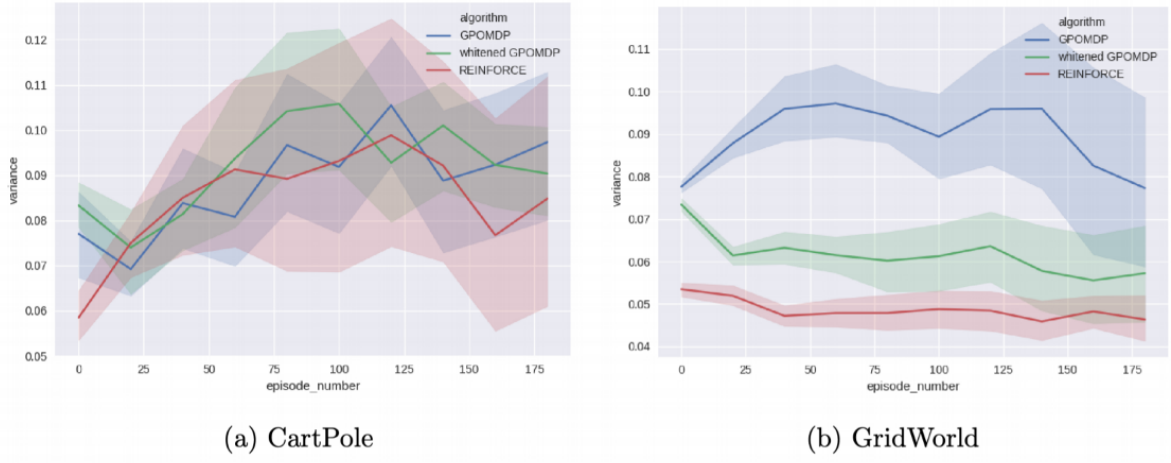 algorithm
GPOMDP
whitened GPOMDP
REINFORCE
0.12
0.11
0.10
0.09
0.08
0.07
0.06
0.05
variance
0
25
50
75
100
125
150
175
episode_number
(a) CartPole
algorithm
GPOMDP
whitened GPOMDP
REINFORCE
0.11
0.10
0.09
0.08
0.07
0.06
0.05
0.04
variance
0
25
50
75
100
125
150
175
episode_number
(b) GridWorld